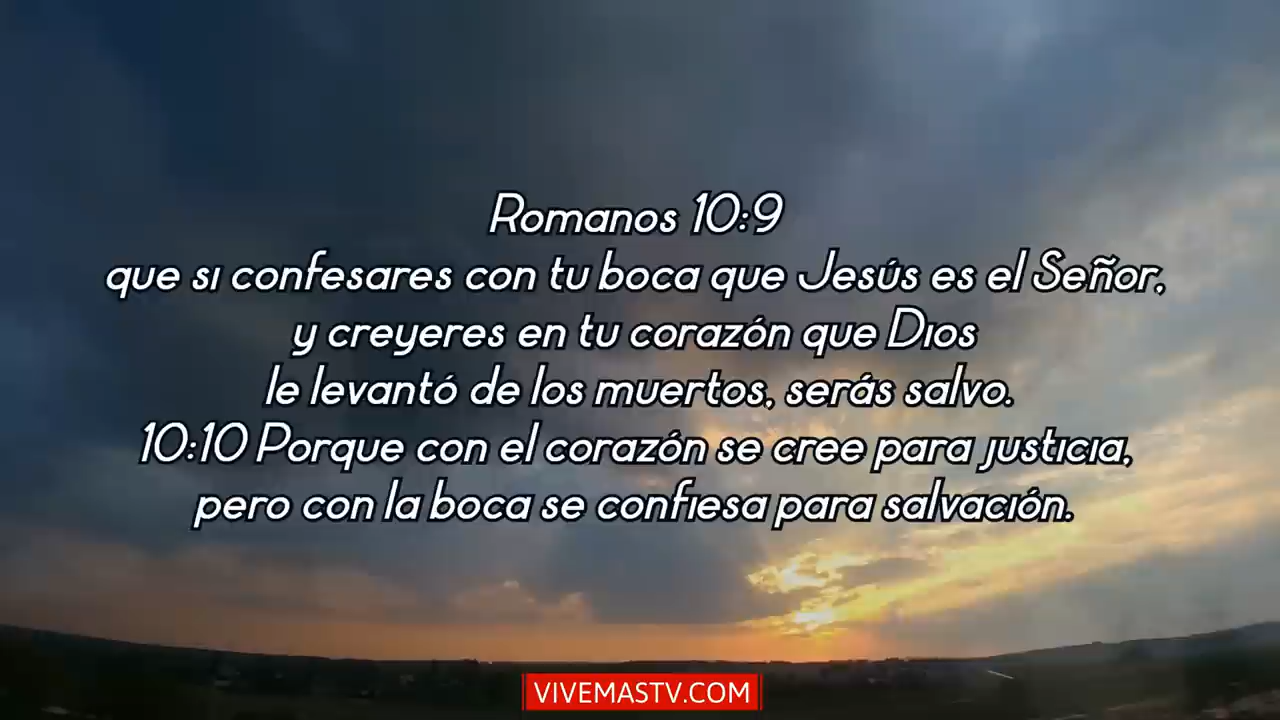 Romanos 10:9
que si confesares con tu boca que Jesús es el Señor,
y creyeres en tu corazón que Dios
le levantó de los muertos, serás salvo.
10:10 Porque con el corazón se cree para justicia,
pero con la boca se confiesa para salvación.
VIVEMASTV.COM